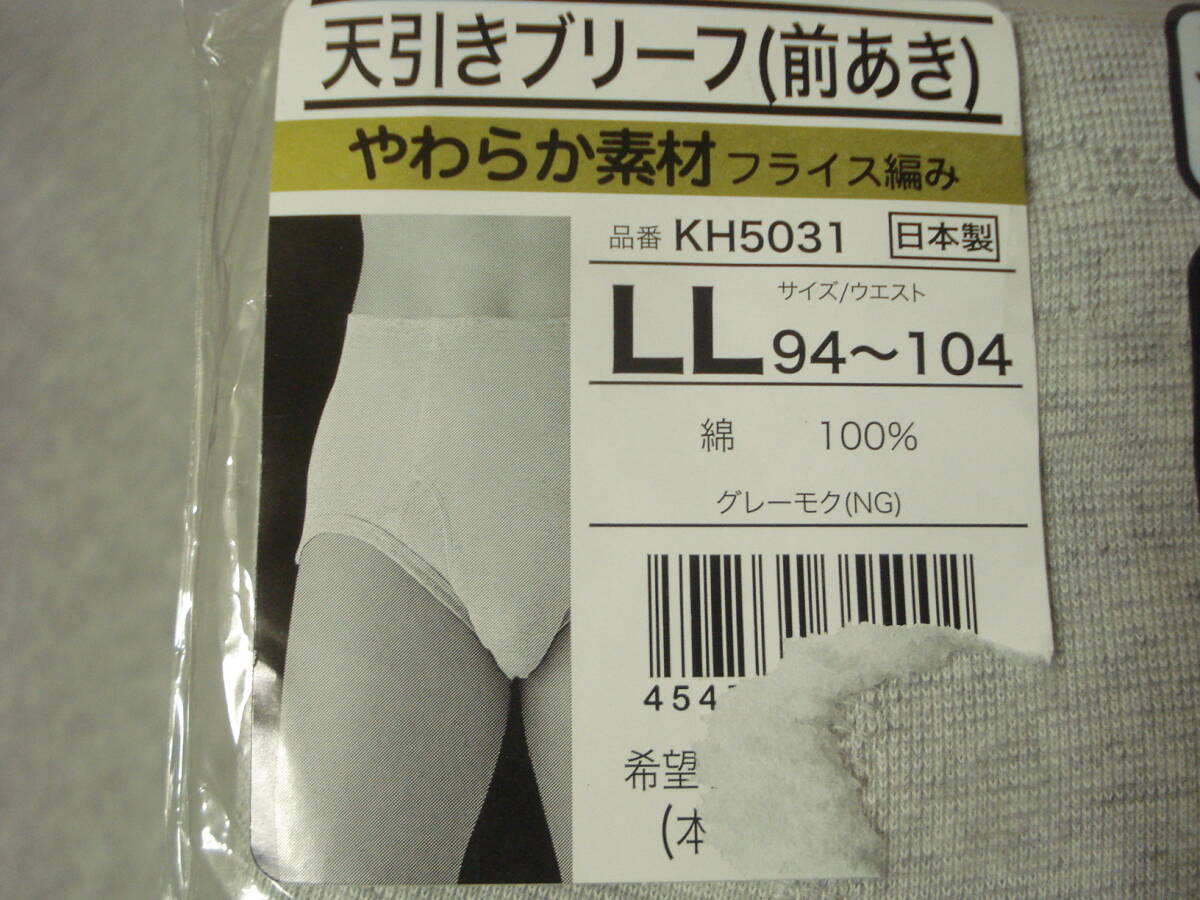 天引きブリーフ(前あき)
やわらか素材 フライス編み
品番 KH5031 日本製
サイズ/ウエスト
LL 94〜104
綿 100%
グレーモク(NG)
454
希望
(本